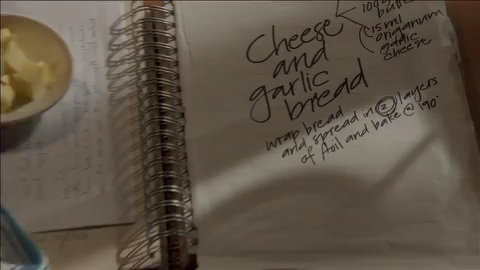 Cheese
and
garlic
bread
100g
butter
15ml
origanum
garlic
cheese
wrap bread
and spread in 2 layers
of foil and bake @ 190°